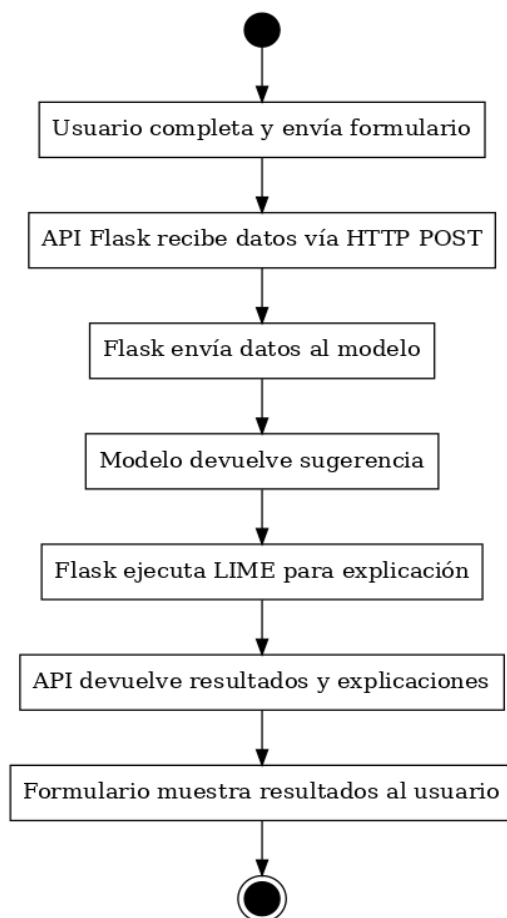 Usuario completa y envía formulario
API Flask recibe datos vía HTTP POST
Flask envía datos al modelo
Modelo devuelve sugerencia
Flask ejecuta LIME para explicación
API devuelve resultados y explicaciones
Formulario muestra resultados al usuario